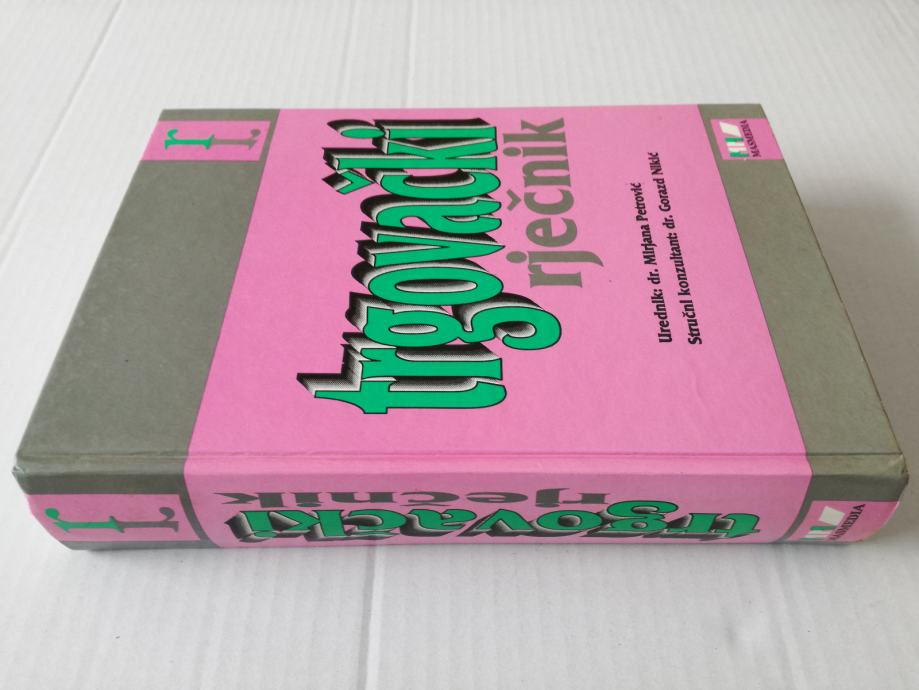 r
r
trgovački
rječnik
Urednik: dr. Mirjana Petrović
Stručni konzultant: dr. Gorazd Nikić
MASMEDIA
r
r
trgovački
rječnik
MASMEDIA